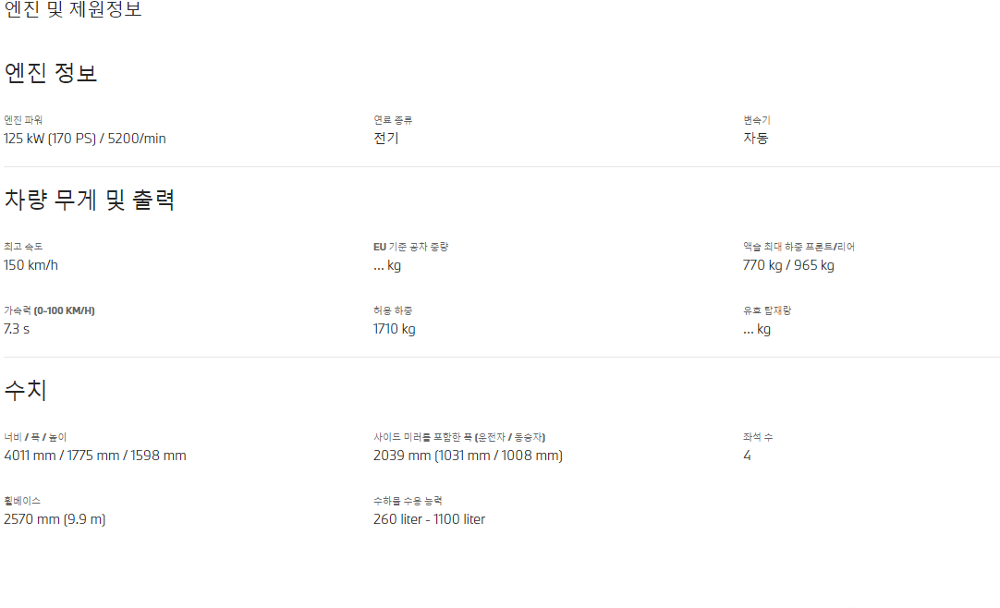 엔진 및 제원정보
엔진 정보
엔진 파워
연료 종류
변속기
125 kW (170 PS) / 5200/min
전기
자동
차량 무게 및 출력
최고 속도
EU 기준 공차 중량
액슬 최대 하중 프론트/리어
150 km/h
... kg
770 kg / 965 kg
가속력 (0-100 KM/H)
허용 하중
유효 탑재량
7.3 s
1710 kg
... kg
수치
너비 / 폭 / 높이
사이드 미러를 포함한 폭 (운전자 / 동승자)
좌석 수
4011 mm / 1775 mm / 1598 mm
2039 mm (1031 mm / 1008 mm)
4
휠베이스
수하물 수용 능력
2570 mm (9.9 m)
260 liter - 1100 liter